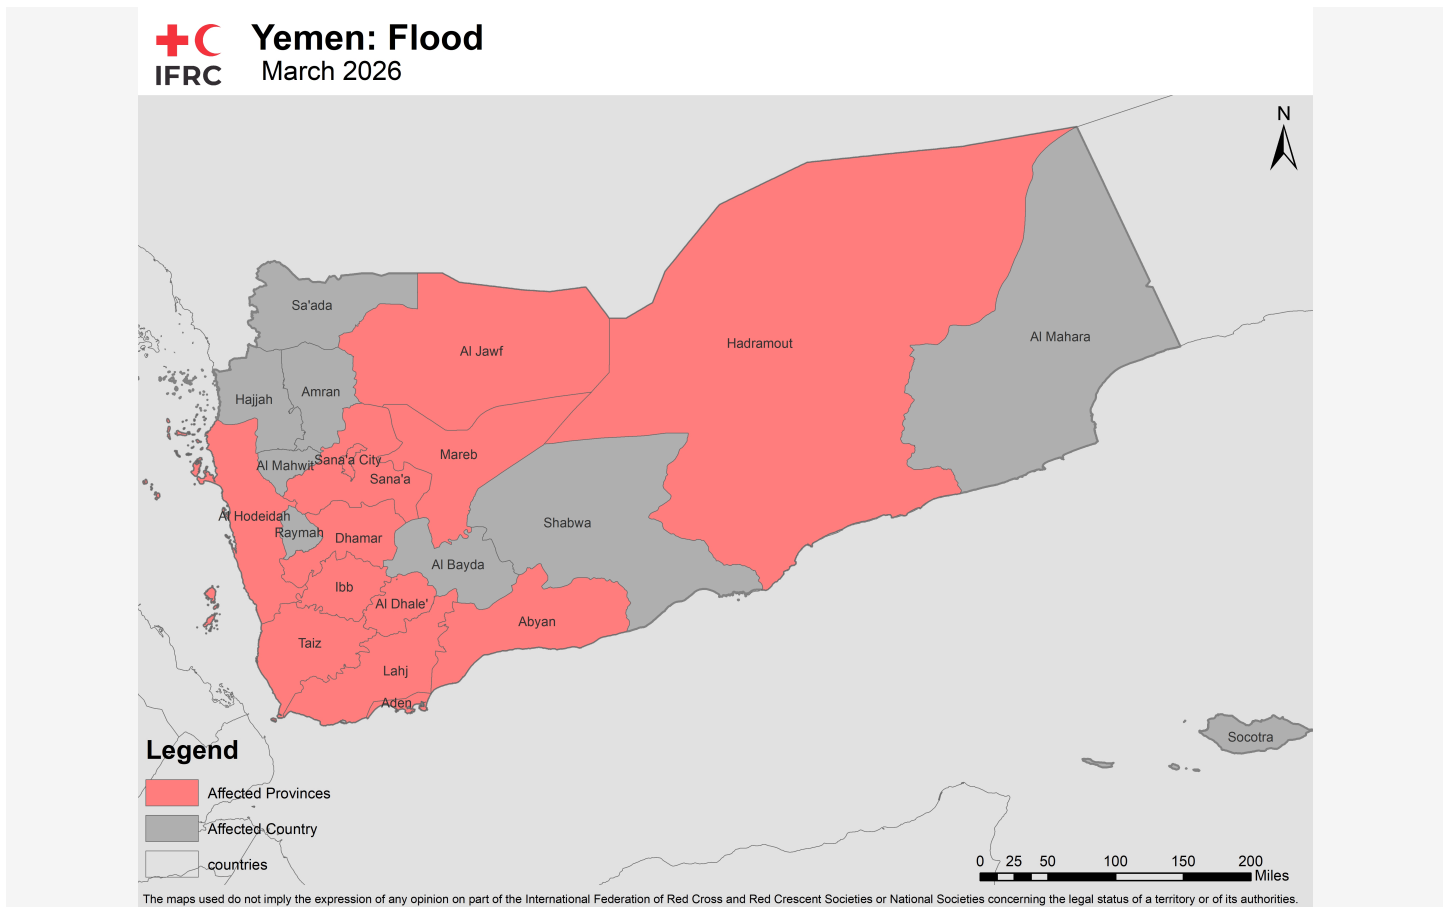 IFRC
Yemen: Flood
March 2026
N
Sa'ada
Al Jawf
Hadramout
Al Mahara
Hajjah
Amran
Mareb
Al Mahwit
Sana'a City
Sana'a
Al Hodeidah
Raymah
Dhamar
Shabwa
Al Bayda
Ibb
Al Dhale'
Abyan
Taiz
Lahj
Aden
Socotra
Legend
Affected Provinces
Affected Country
countries
0 25 50 100 150 200
Miles
The maps used do not imply the expression of any opinion on part of the International Federation of Red Cross and Red Crescent Societies or National Societies concerning the legal status of a territory or of its authorities.